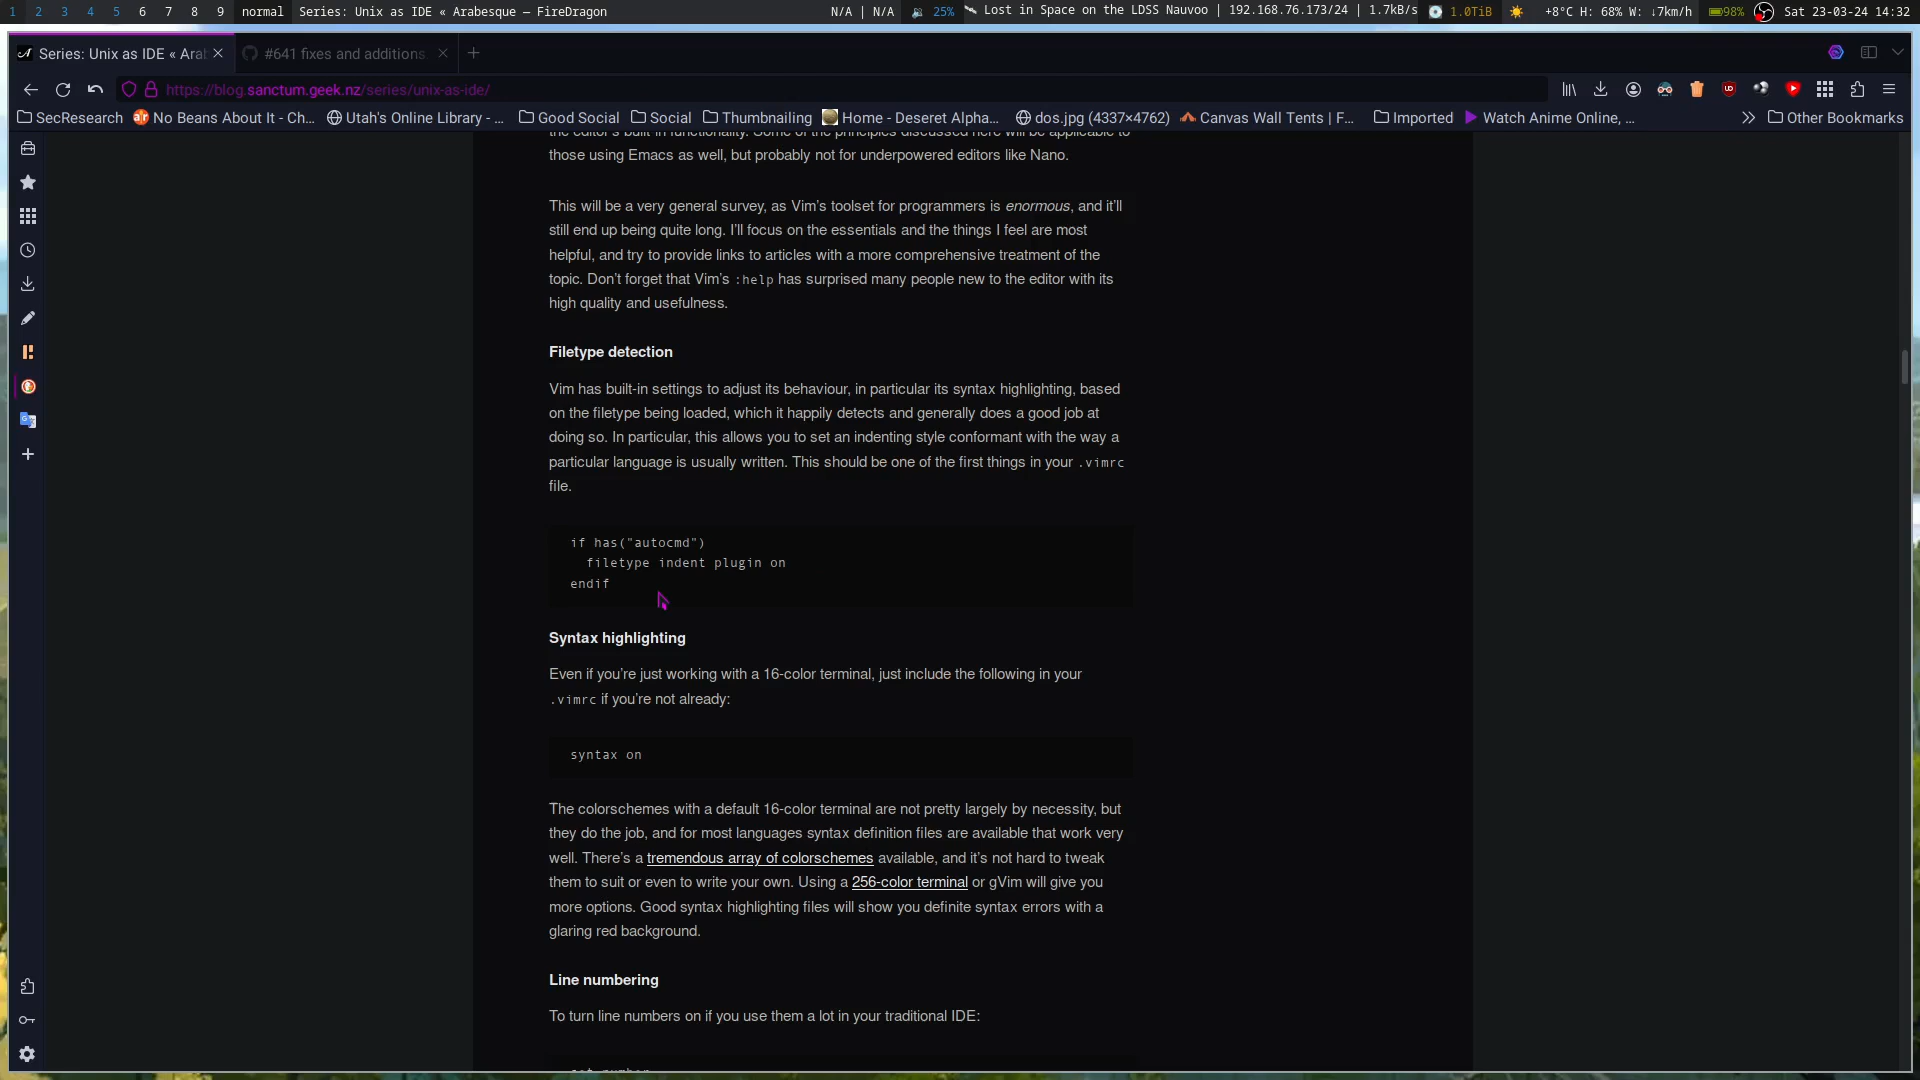 1 2 3 4 5 6 7 8 9 normal Series: Unix as IDE « Arabesque — FireDragon N/A | N/A 25% Lost in Space on the LDSS Nauvoo | 192.168.76.173/24 | 1.7kB/s 1.0TiB +8°C H: 68% W: ↓7km/h 98% Sat 23-03-24 14:32
Series: Unix as IDE « Ara #641 fixes and additions
https://blog.sanctum.geek.nz/series/unix-as-ide/
SecResearch No Beans About It - Ch... Utah's Online Library - ... Good Social Social Thumbnailing Home - Deseret Alpha... dos.jpg (4337×4762) Canvas Wall Tents | F... Imported Watch Anime Online, ... Other Bookmarks
the editor's built in functionality. Some of the principles discussed here will be applicable to
those using Emacs as well, but probably not for underpowered editors like Nano.
This will be a very general survey, as Vim's toolset for programmers is enormous, and it'll
still end up being quite long. I'll focus on the essentials and the things I feel are most
helpful, and try to provide links to articles with a more comprehensive treatment of the
topic. Don't forget that Vim's :help has surprised many people new to the editor with its
high quality and usefulness.
Filetype detection
Vim has built-in settings to adjust its behaviour, in particular its syntax highlighting, based
on the filetype being loaded, which it happily detects and generally does a good job at
doing so. In particular, this allows you to set an indenting style conformant with the way a
particular language is usually written. This should be one of the first things in your .vimrc
file.
if has("autocmd")
filetype indent plugin on
endif
Syntax highlighting
Even if you're just working with a 16-color terminal, just include the following in your
.vimrc if you're not already:
syntax on
The colorschemes with a default 16-color terminal are not pretty largely by necessity, but
they do the job, and for most languages syntax definition files are available that work very
well. There's a tremendous array of colorschemes available, and it's not hard to tweak
them to suit or even to write your own. Using a 256-color terminal or gVim will give you
more options. Good syntax highlighting files will show you definite syntax errors with a
glaring red background.
Line numbering
To turn line numbers on if you use them a lot in your traditional IDE:
set number